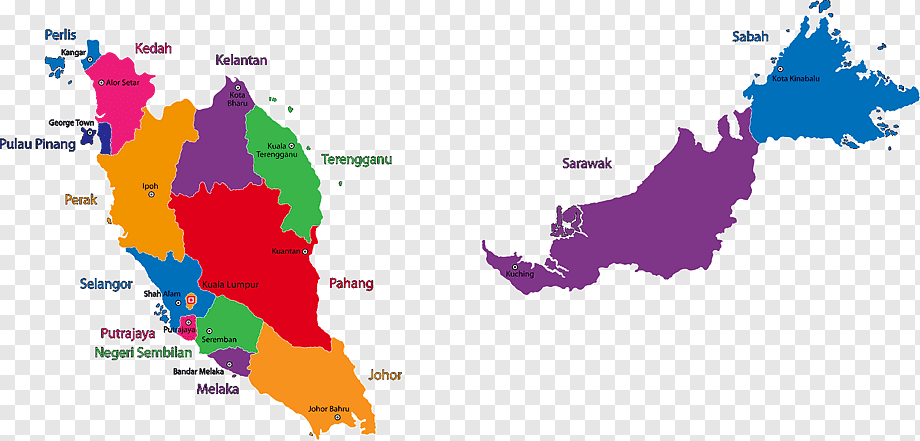 Perlis
Kangar
Kedah
Alor Setar
Kelantan
Kota
Bharu
George Town
Pulau Pinang
Kuala
Terengganu
Terengganu
Ipoh
Perak
Kuantan
Selangor
Shah Alam
Kuala Lumpur
Pahang
Putrajaya
Putrajaya
Negeri Sembilan
Seremban
Bandar Melaka
Melaka
Johor
Johor Bahru
Sabah
Kota Kinabalu
Sarawak
Kuching